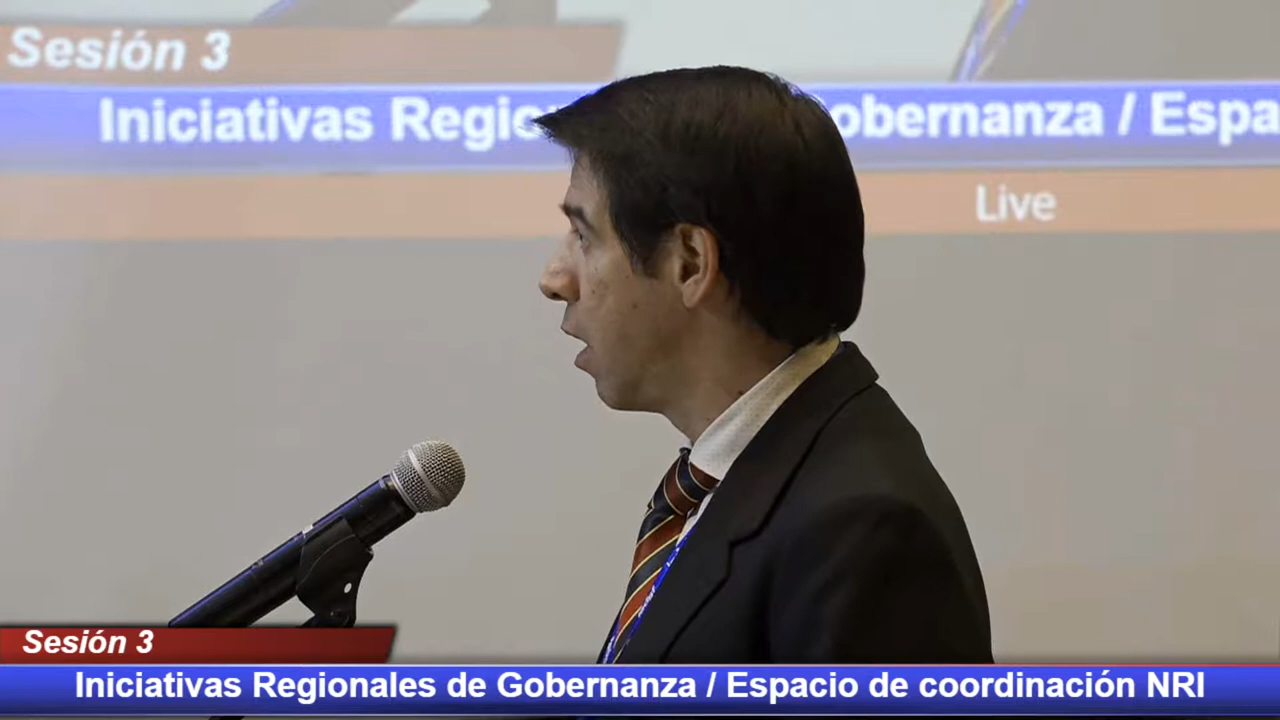 Sesión 3
Iniciativas Regio obernanza / Espa
Live
Sesión 3
Iniciativas Regionales de Gobernanza / Espacio de coordinación NRI